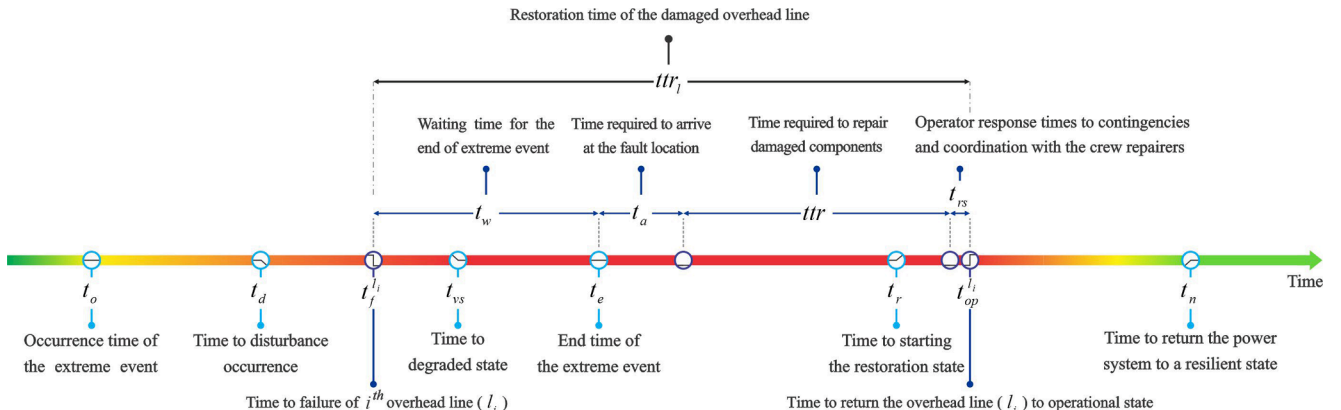 Restoration time of the damaged overhead line
ttr_l
Waiting time for the
end of extreme event
Time required to arrive
at the fault location
Time required to repair
damaged components
Operator response times to contingencies
and coordination with the crew repairers
t_w
t_a
ttr
t_rs
t_o
t_d
t_f^{l_i}
t_vs
t_e
t_r
t_op^{l_i}
t_n
Time
Occurrence time of
the extreme event
Time to disturbance
occurrence
Time to
degraded state
End time of
the extreme event
Time to starting
the restoration state
Time to return the power
system to a resilient state
Time to failure of i^th overhead line ( l_i )
Time to return the overhead line ( l_i ) to operational state